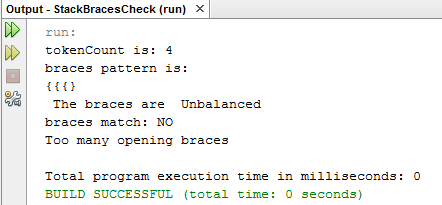 Output - StackBracesCheck (run) ×
run:
tokenCount is: 4
braces pattern is:
{{{}
 The braces are  Unbalanced
braces match: NO
Too many opening braces
Total program execution time in milliseconds: 0
BUILD SUCCESSFUL (total time: 0 seconds)